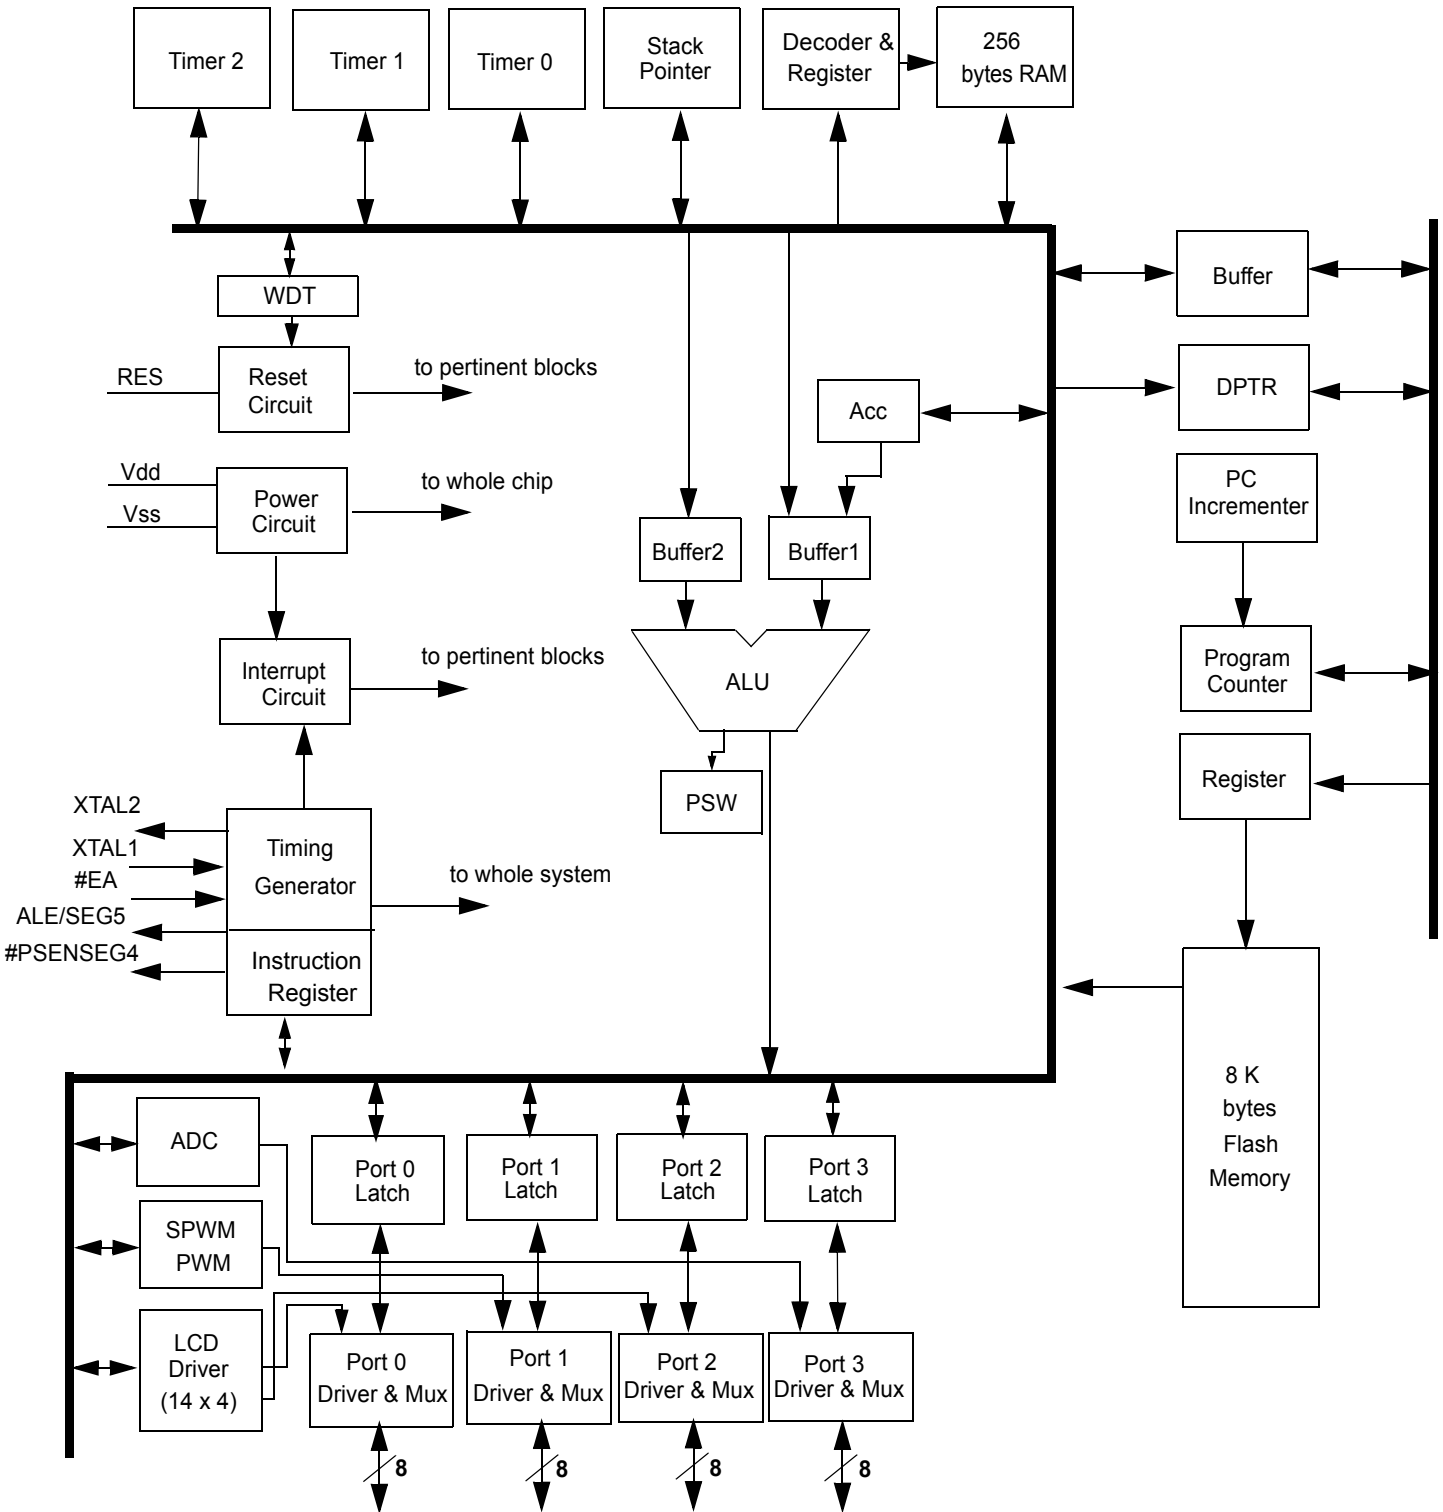 Timer 2
Timer 1
Timer 0
Stack
Pointer
Decoder &
Register
256
bytes RAM
WDT
Buffer
RES
Reset
Circuit
to pertinent blocks
DPTR
Acc
Vdd
Vss
Power
Circuit
to whole chip
PC
Incrementer
Buffer2
Buffer1
Interrupt
Circuit
to pertinent blocks
ALU
Program
Counter
PSW
Register
XTAL2
XTAL1
#EA
ALE/SEG5
#PSENSEG4
Timing
Generator
to whole system
Instruction
Register
8 K
bytes
Flash
Memory
ADC
Port 0
Latch
Port 1
Latch
Port 2
Latch
Port 3
Latch
SPWM
PWM
LCD
Driver
(14 x 4)
Port 0
Driver & Mux
Port 1
Driver & Mux
Port 2
Driver & Mux
Port 3
Driver & Mux
8
8
8
8